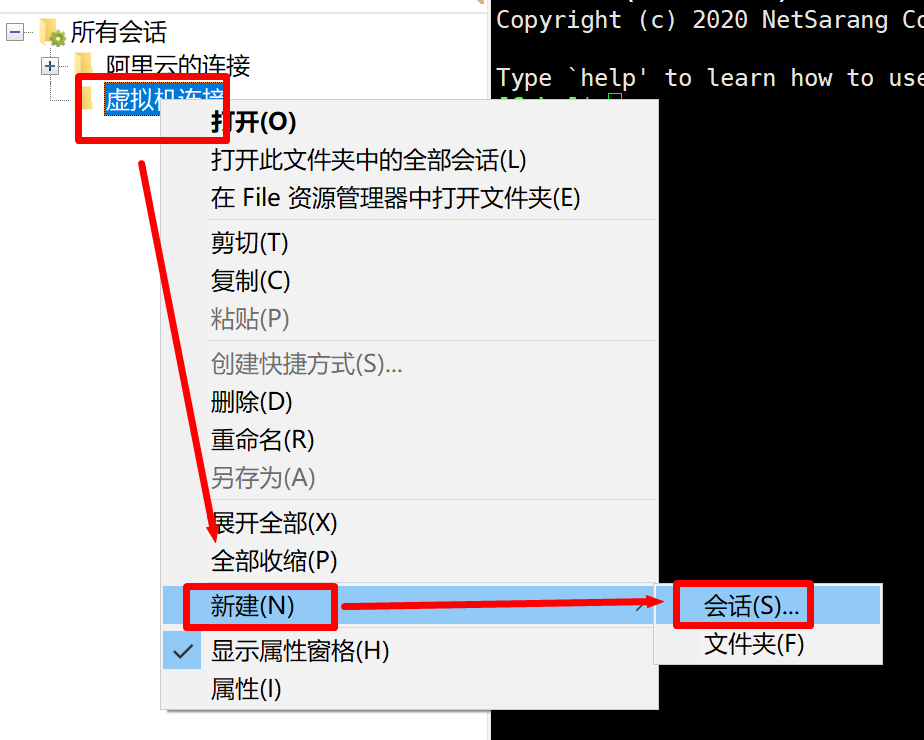 所有会话
阿里云的连接
虚拟机连接
Copyright (c) 2020 NetSarang Co
Type `help' to learn how to use
打开(O)
打开此文件夹中的全部会话(L)
在 File 资源管理器中打开文件夹(E)
剪切(T)
复制(C)
粘贴(P)
创建快捷方式(S)...
删除(D)
重命名(R)
另存为(A)
展开全部(X)
全部收缩(P)
新建(N)
会话(S)...
文件夹(F)
显示属性窗格(H)
属性(I)